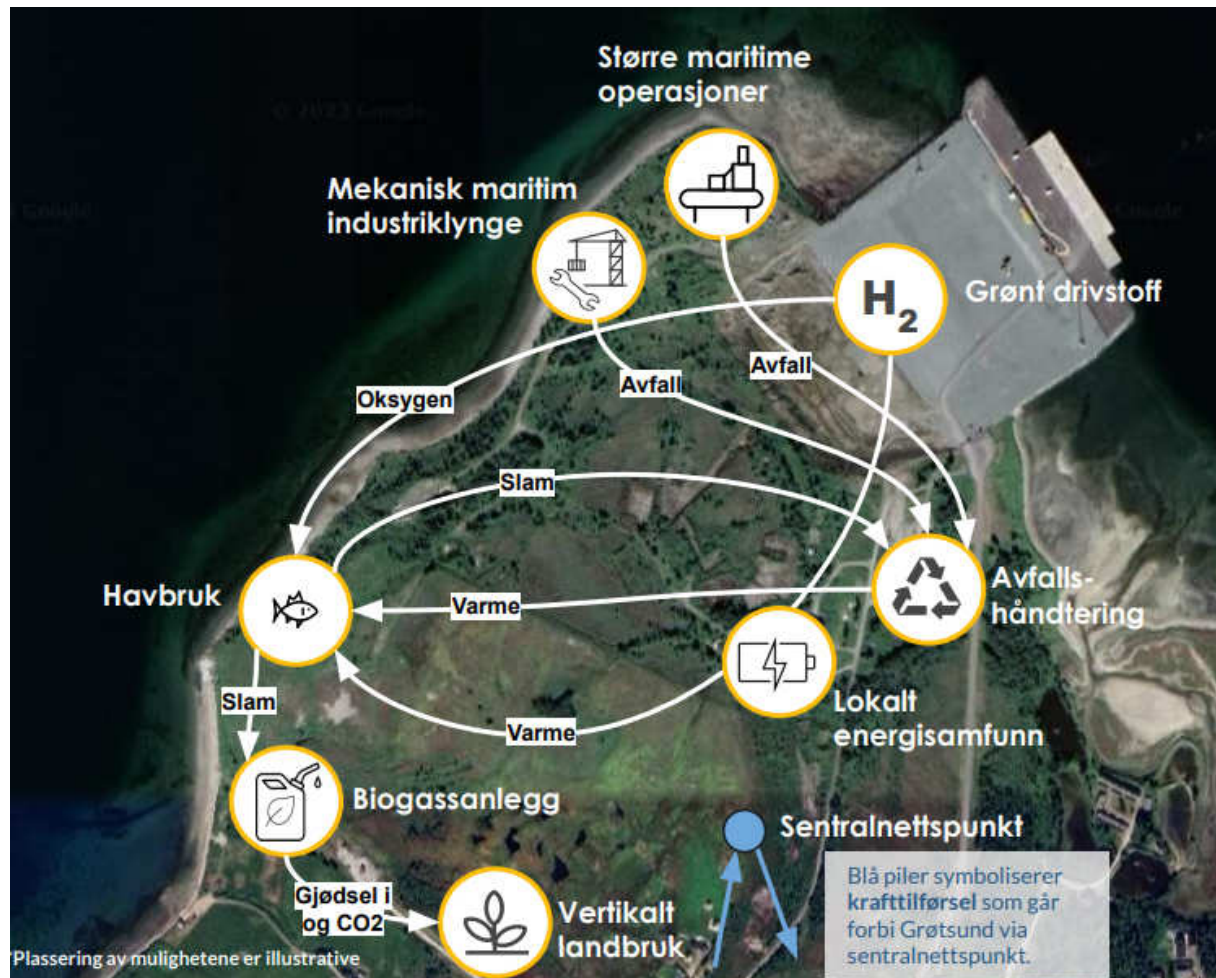 Større maritime
operasjoner
Mekanisk maritim
industriklynge
H₂
Grønt drivstoff
Oksygen
Avfall
Avfall
Slam
Havbruk
Varme
Avfalls-
håndtering
Slam
Varme
Lokalt
energisamfunn
Biogassanlegg
Sentralnettspunkt
Gjødsel i
og CO2
Vertikalt
landbruk
Blå piler symboliserer
krafttilførsel som går
forbi Grøtsund via
sentralnettspunkt.
*Plassering av mulighetene er illustrative